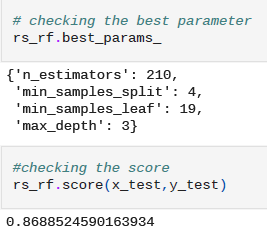 # checking the best parameter
rs_rf.best_params_
{'n_estimators': 210,
 'min_samples_split': 4,
 'min_samples_leaf': 19,
 'max_depth': 3}
#checking the score
rs_rf.score(x_test,y_test)
0.8688524590163934